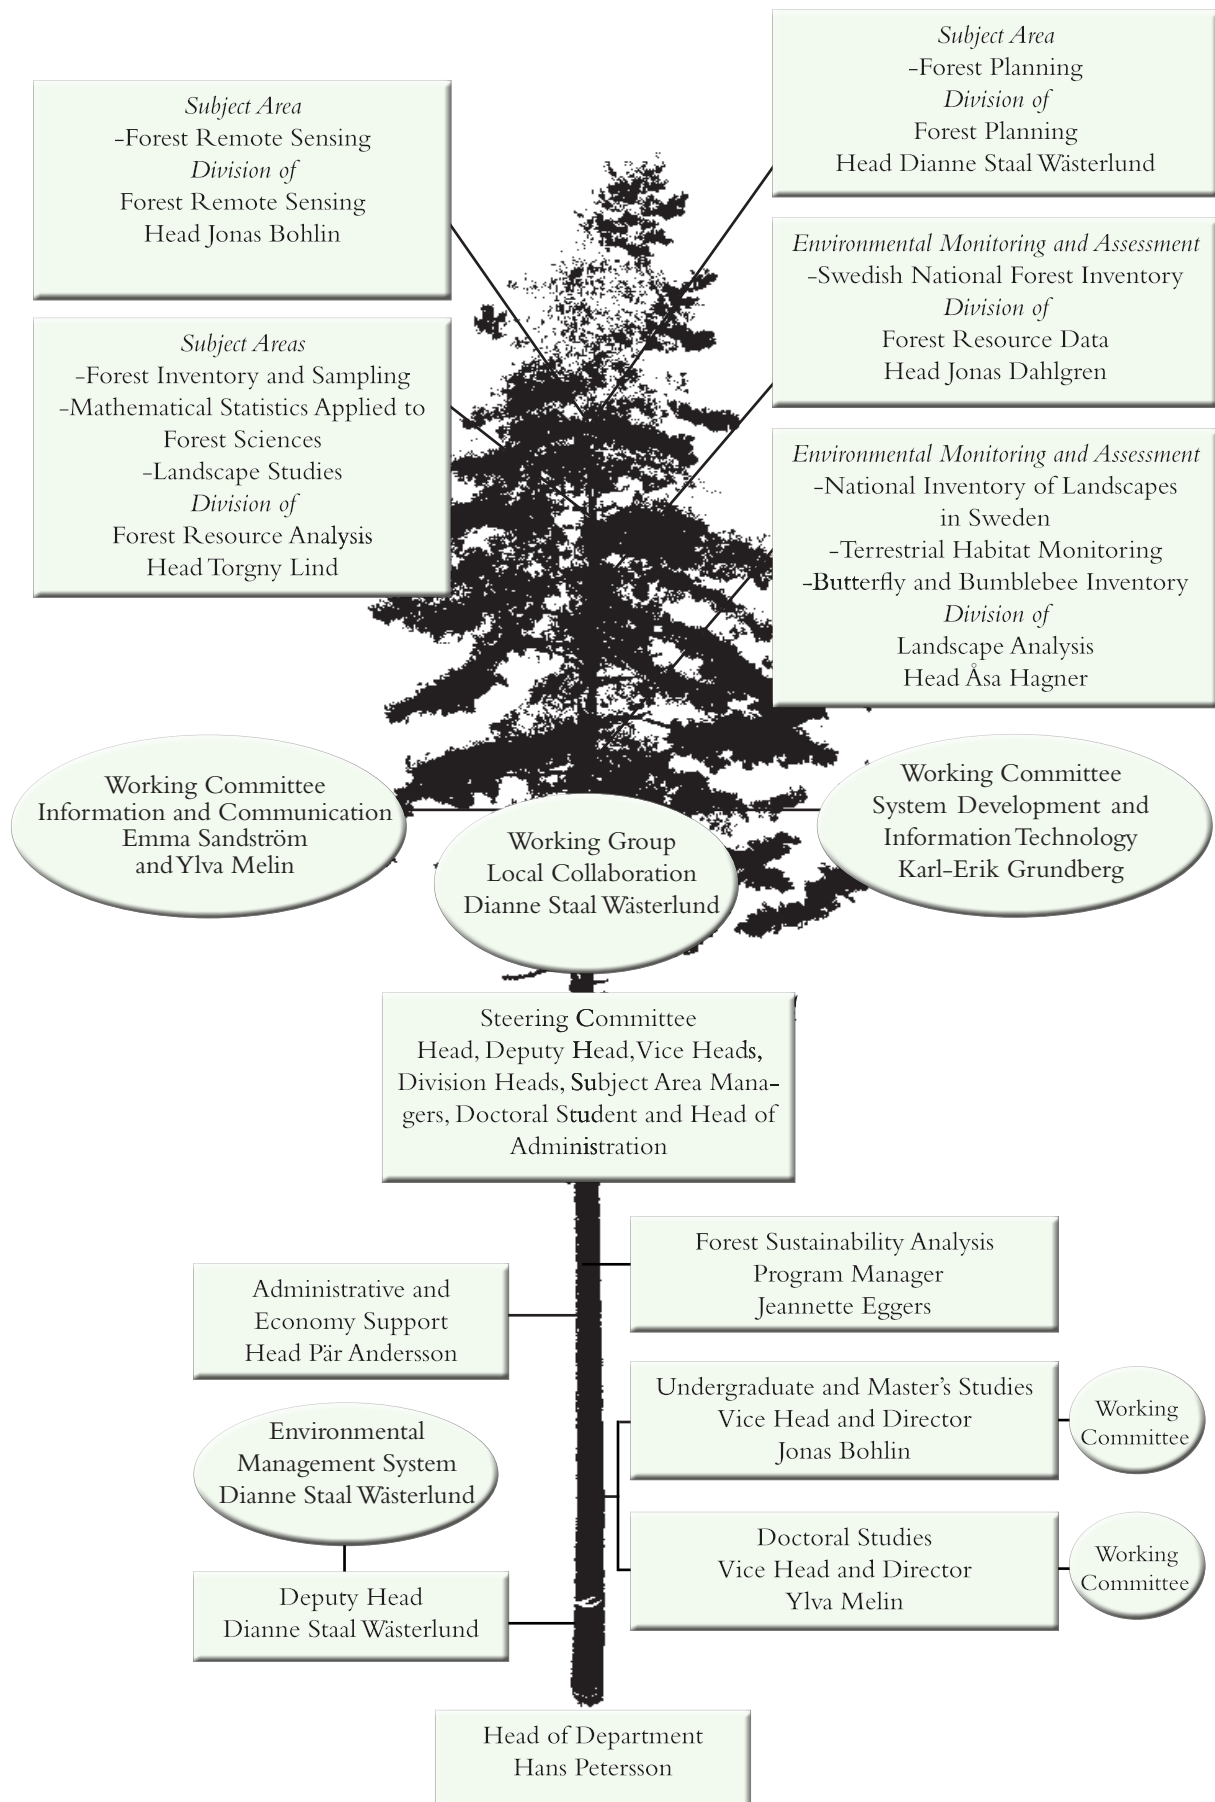 Subject Area
-Forest Remote Sensing
Division of
Forest Remote Sensing
Head Jonas Bohlin
Subject Area
-Forest Planning
Division of
Forest Planning
Head Dianne Staal Wästerlund
Environmental Monitoring and Assessment
-Swedish National Forest Inventory
Division of
Forest Resource Data
Head Jonas Dahlgren
Subject Areas
-Forest Inventory and Sampling
-Mathematical Statistics Applied to
Forest Sciences
-Landscape Studies
Division of
Forest Resource Analysis
Head Torgny Lind
Environmental Monitoring and Assessment
-National Inventory of Landscapes
in Sweden
-Terrestrial Habitat Monitoring
-Butterfly and Bumblebee Inventory
Division of
Landscape Analysis
Head Åsa Hagner
Working Committee
Information and Communication
Emma Sandström
and Ylva Melin
Working Group
Local Collaboration
Dianne Staal Wästerlund
Working Committee
System Development and
Information Technology
Karl-Erik Grundberg
Steering Committee
Head, Deputy Head, Vice Heads,
Division Heads, Subject Area Mana-
gers, Doctoral Student and Head of
Administration
Forest Sustainability Analysis
Program Manager
Jeannette Eggers
Administrative and
Economy Support
Head Pär Andersson
Undergraduate and Master's Studies
Vice Head and Director
Jonas Bohlin
Working
Committee
Environmental
Management System
Dianne Staal Wästerlund
Doctoral Studies
Vice Head and Director
Ylva Melin
Working
Committee
Deputy Head
Dianne Staal Wästerlund
Head of Department
Hans Petersson